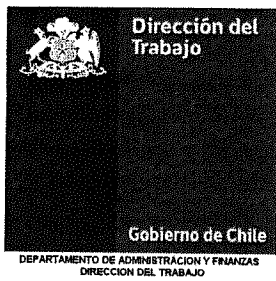 Dirección del
Trabajo
Gobierno de Chile
DEPARTAMENTO DE ADMINISTRACION Y FINANZAS
DIRECCION DEL TRABAJO